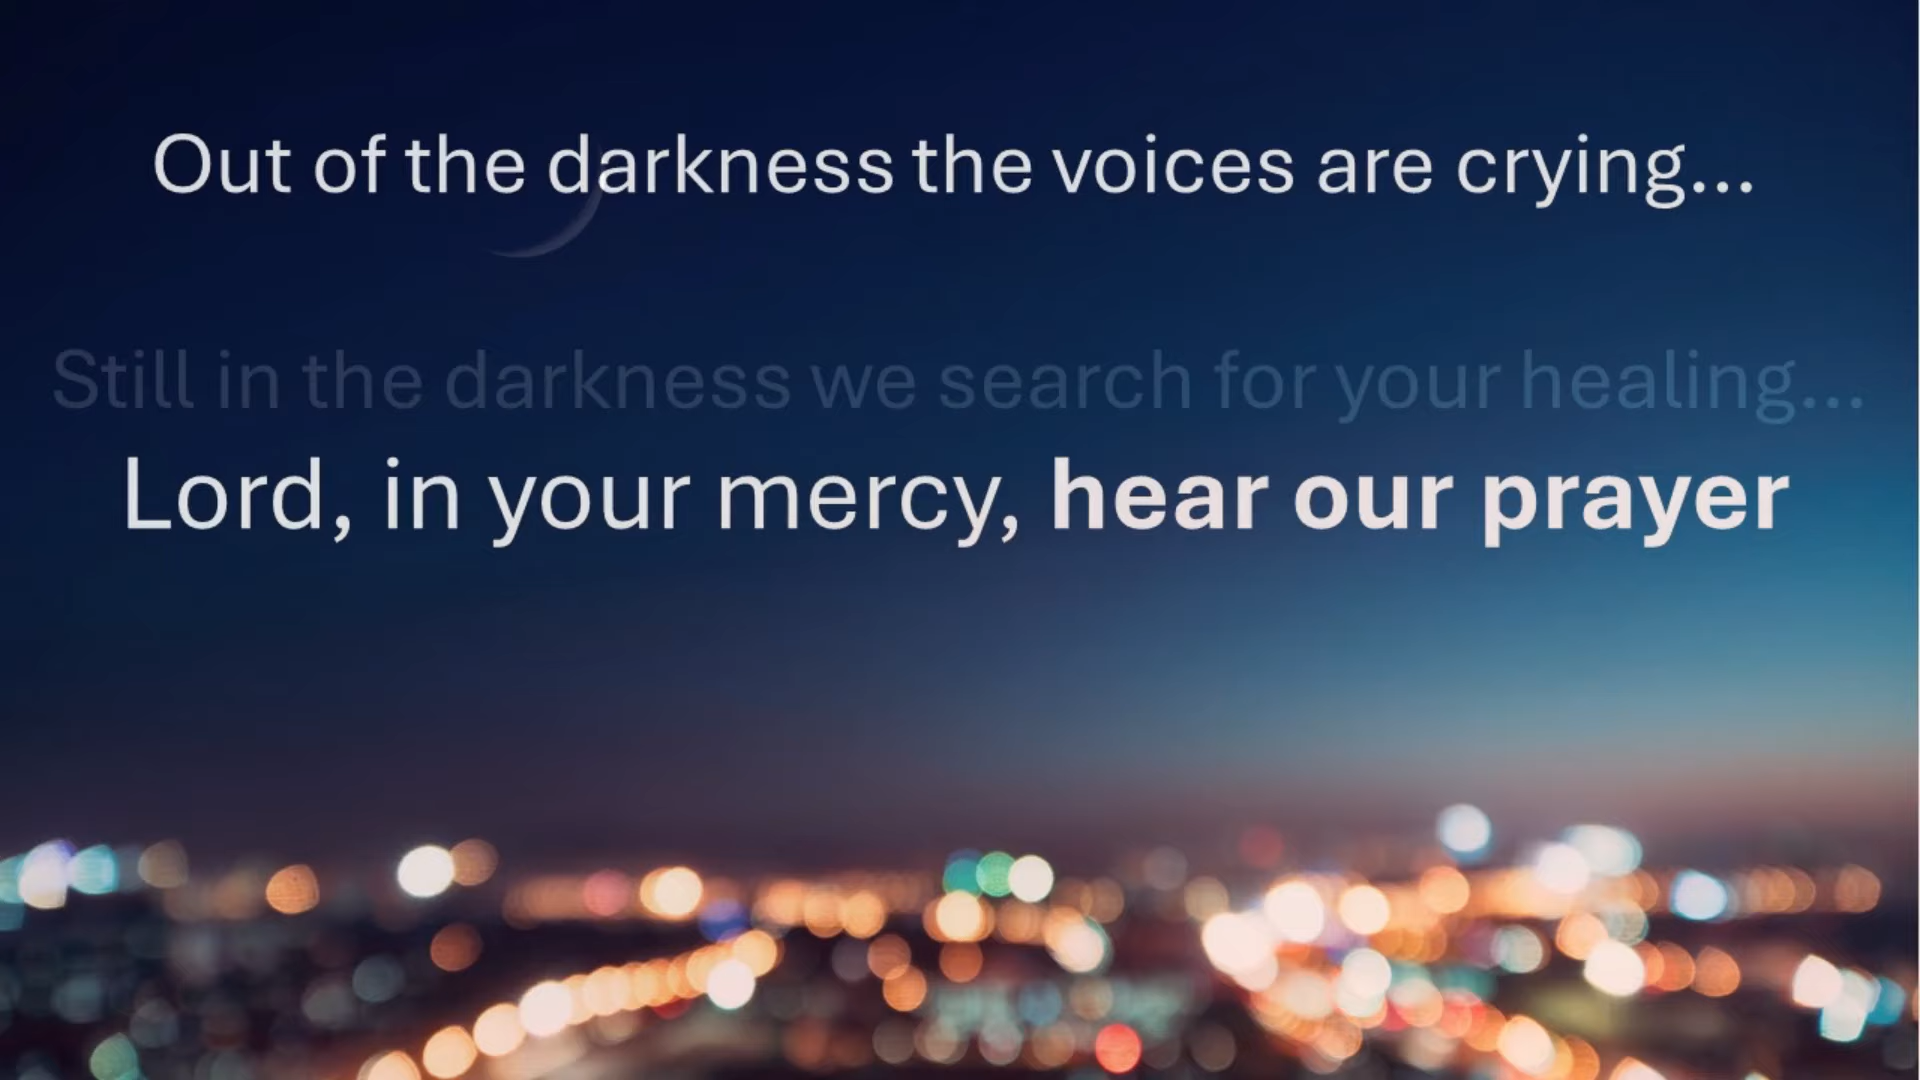 Out of the darkness the voices are crying...
Still in the darkness we search for your healing...
Lord, in your mercy, hear our prayer